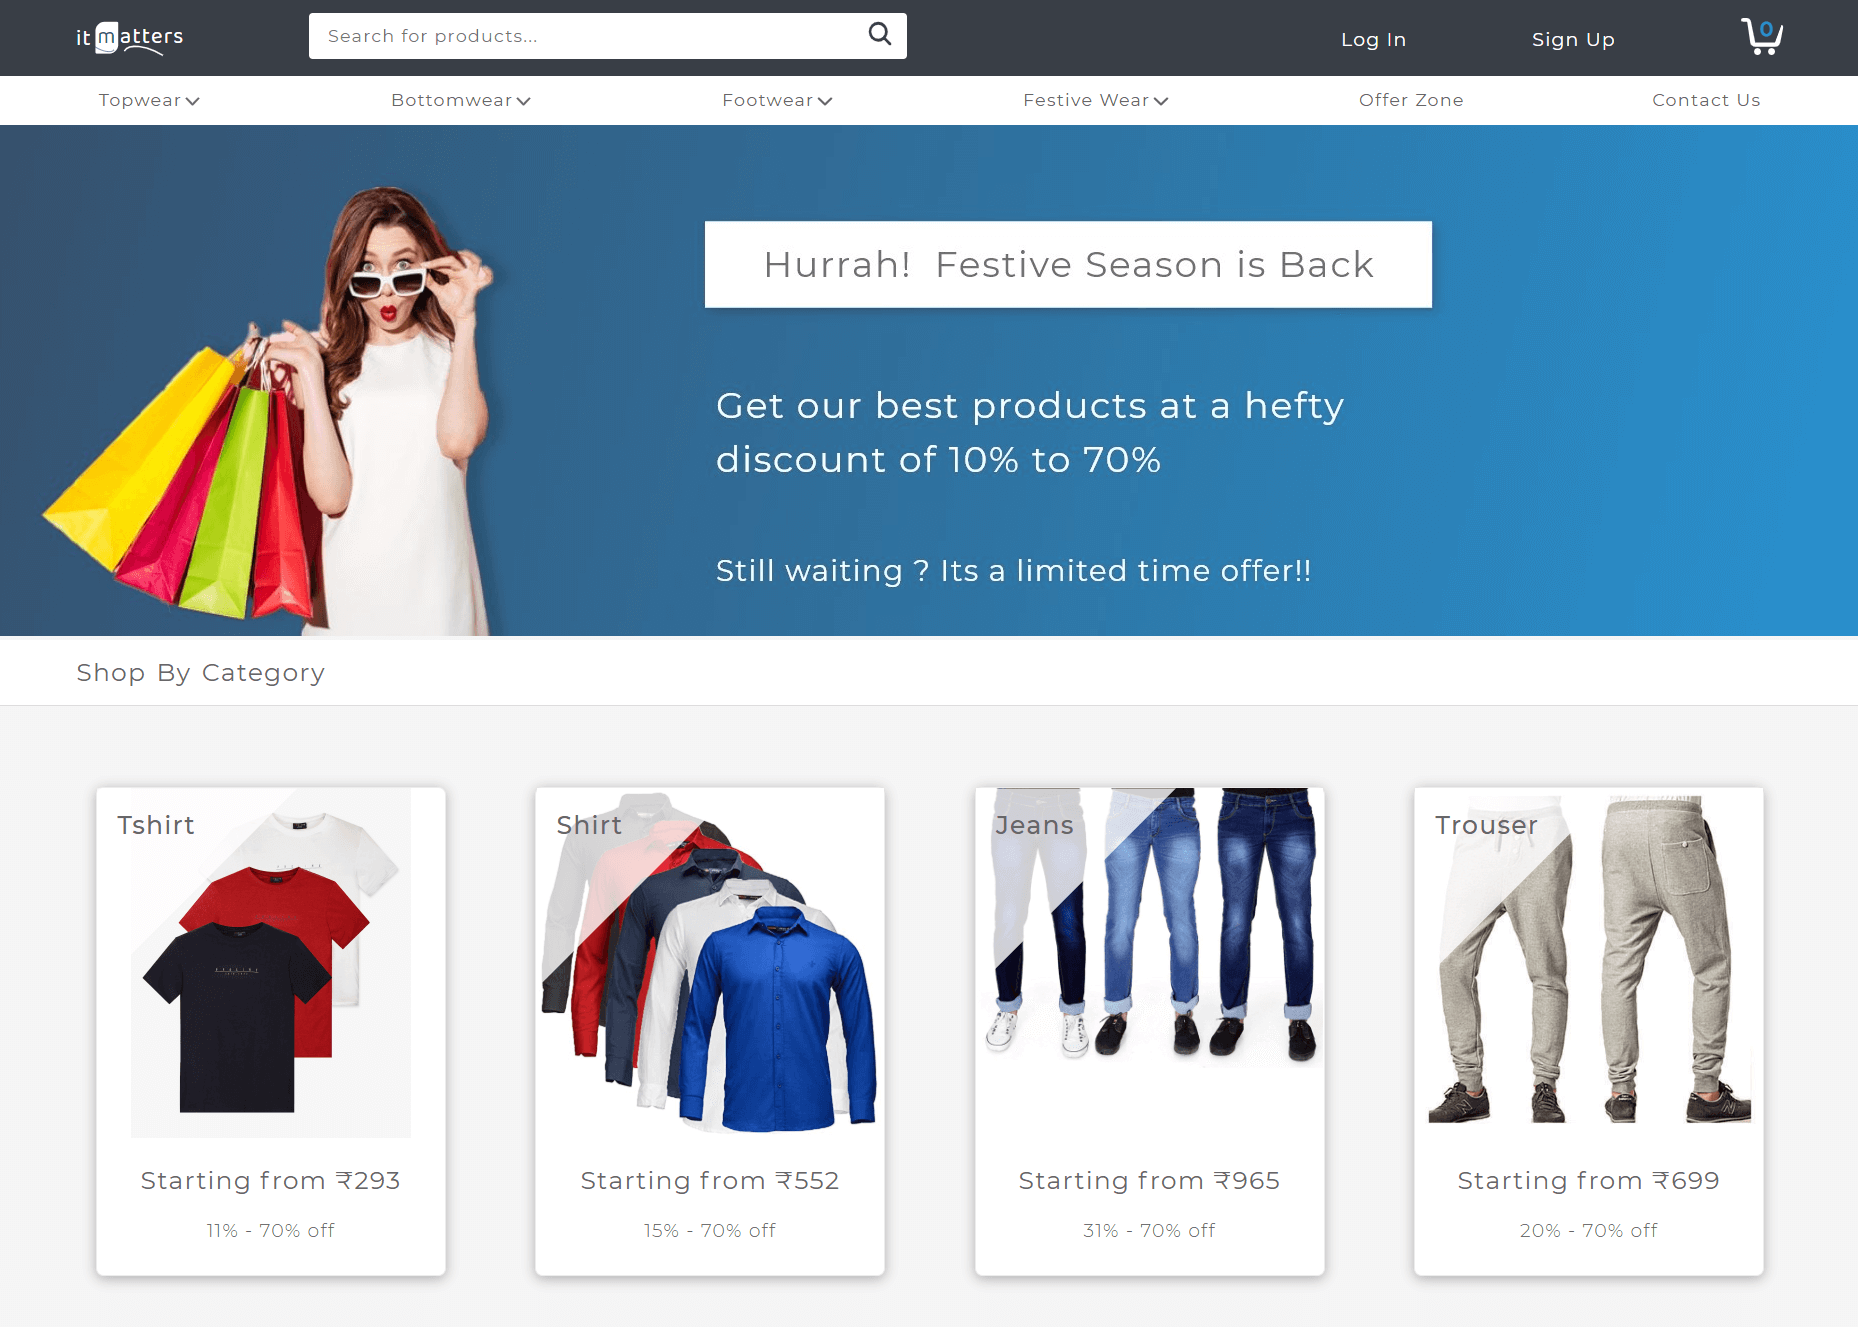 it matters
Search for products...
Log In
Sign Up
0
Topwear
Bottomwear
Footwear
Festive Wear
Offer Zone
Contact Us
Hurrah! Festive Season is Back
Get our best products at a hefty
discount of 10% to 70%
Still waiting ? Its a limited time offer!!
Shop By Category
Tshirt
Starting from ₹293
11% - 70% off
Shirt
Starting from ₹552
15% - 70% off
Jeans
Starting from ₹965
31% - 70% off
Trouser
Starting from ₹699
20% - 70% off